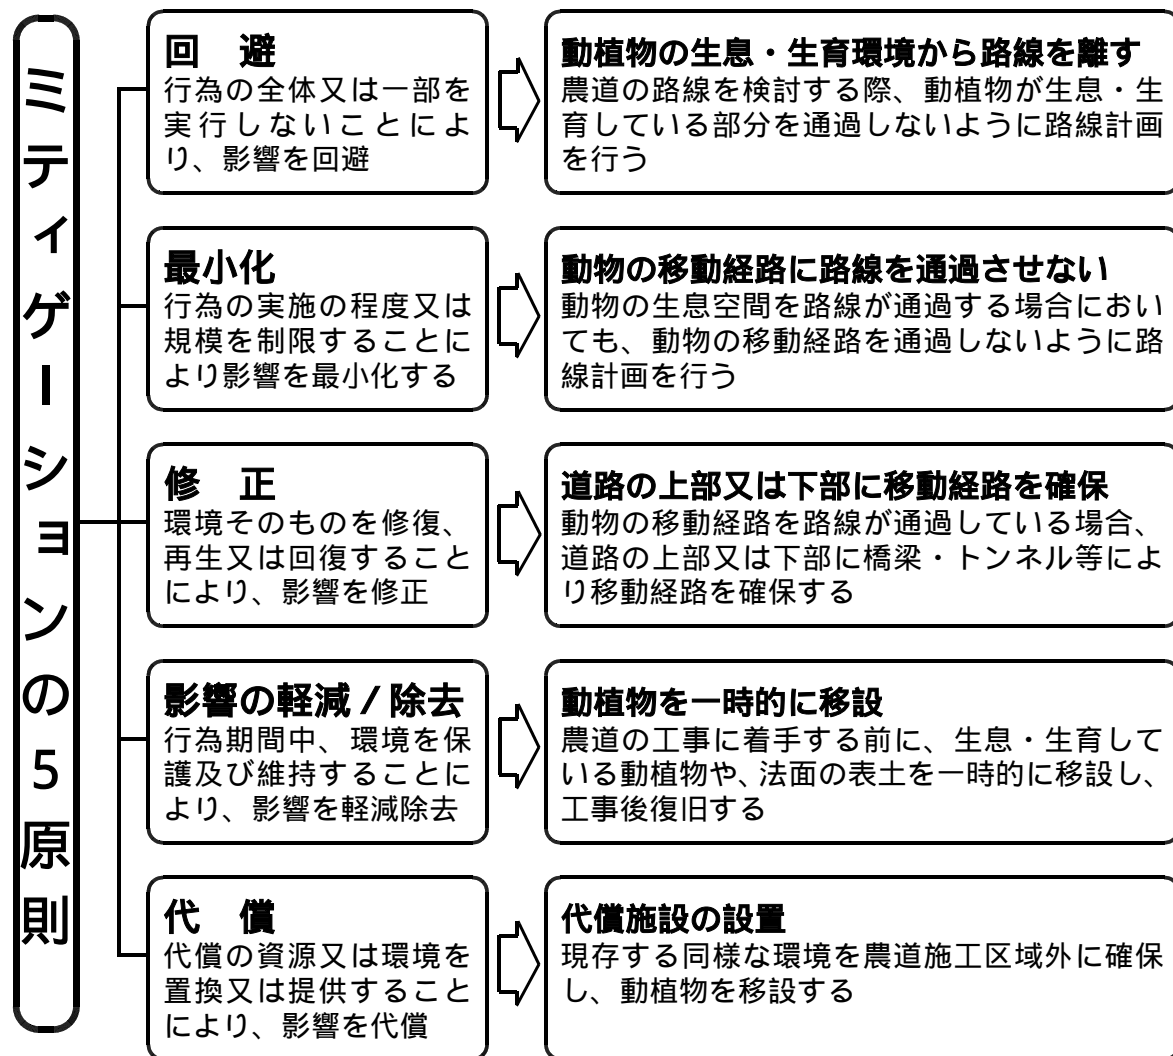 ミティゲーションの5原則
回　避
行為の全体又は一部を
実行しないことによ
り、影響を回避
動植物の生息・生育環境から路線を離す
農道の路線を検討する際、動植物が生息・生
育している部分を通過しないように路線計画
を行う
最小化
行為の実施の程度又は
規模を制限することに
より影響を最小化する
動物の移動経路に路線を通過させない
動物の生息空間を路線が通過する場合におい
ても、動物の移動経路を通過しないように路
線計画を行う
修　正
環境そのものを修復、
再生又は回復すること
により、影響を修正
道路の上部又は下部に移動経路を確保
動物の移動経路を路線が通過している場合、
道路の上部又は下部に橋梁・トンネル等によ
り移動経路を確保する
影響の軽減／除去
行為期間中、環境を保
護及び維持することに
より、影響を軽減除去
動植物を一時的に移設
農道の工事に着手する前に、生息・生育して
いる動植物や、法面の表土を一時的に移設し、
工事後復旧する
代　償
代償の資源又は環境を
置換又は提供すること
により、影響を代償
代償施設の設置
現存する同様な環境を農道施工区域外に確保
し、動植物を移設する